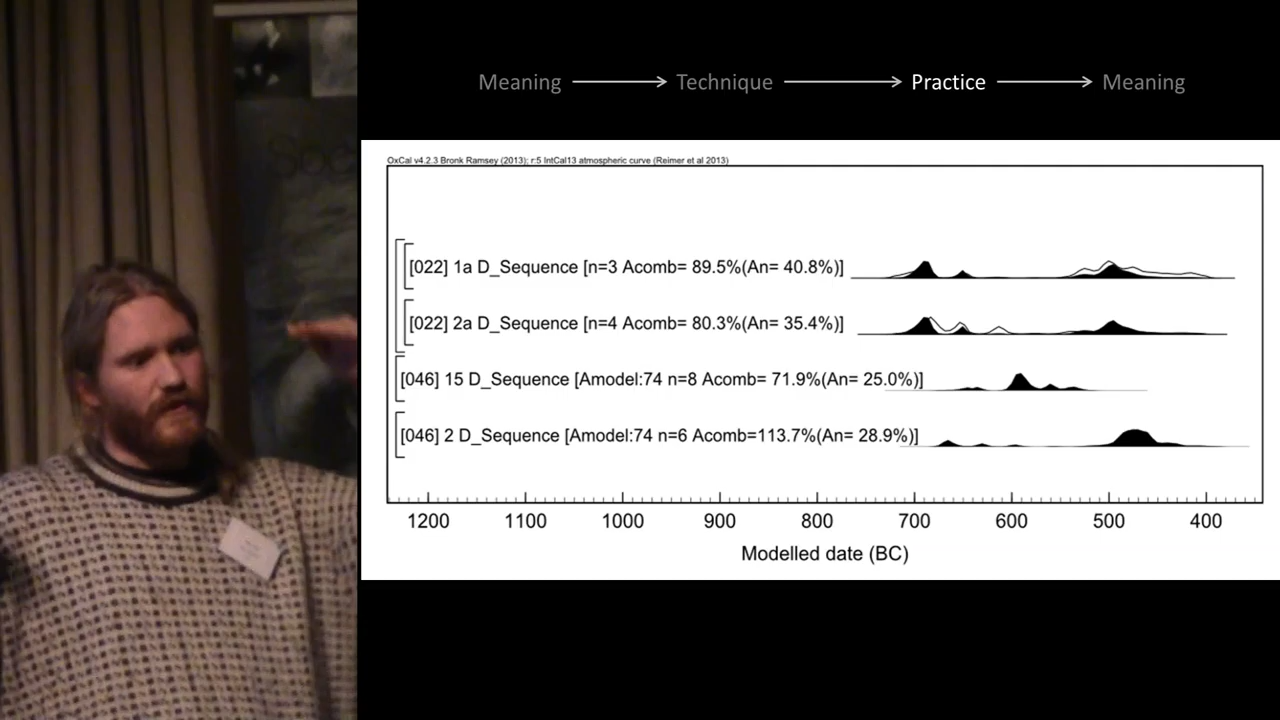 Meaning → Technique → Practice → Meaning
OxCal v4.2.3 Bronk Ramsey (2013); r:5 IntCal13 atmospheric curve (Reimer et al 2013)
[022] 1a D_Sequence [n=3 Acomb= 89.5%(An= 40.8%)]
[022] 2a D_Sequence [n=4 Acomb= 80.3%(An= 35.4%)]
[046] 15 D_Sequence [Amodel:74 n=8 Acomb= 71.9%(An= 25.0%)]
[046] 2 D_Sequence [Amodel:74 n=6 Acomb=113.7%(An= 28.9%)]
1200 1100 1000 900 800 700 600 500 400
Modelled date (BC)